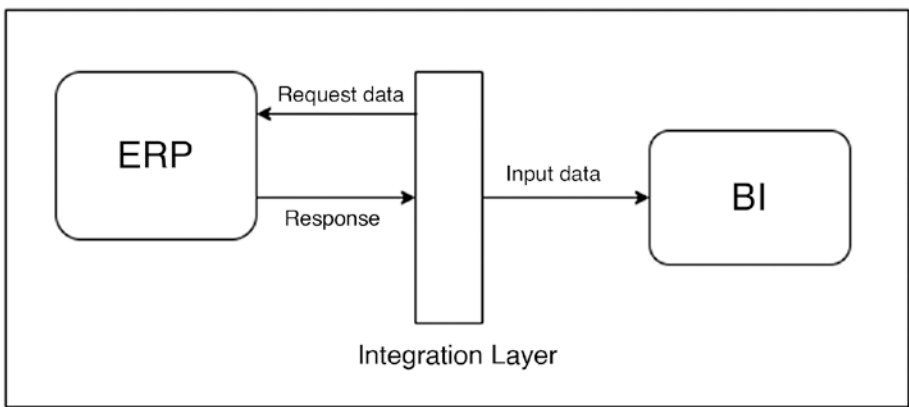 Request data
ERP
Input data
BI
Response
Integration Layer